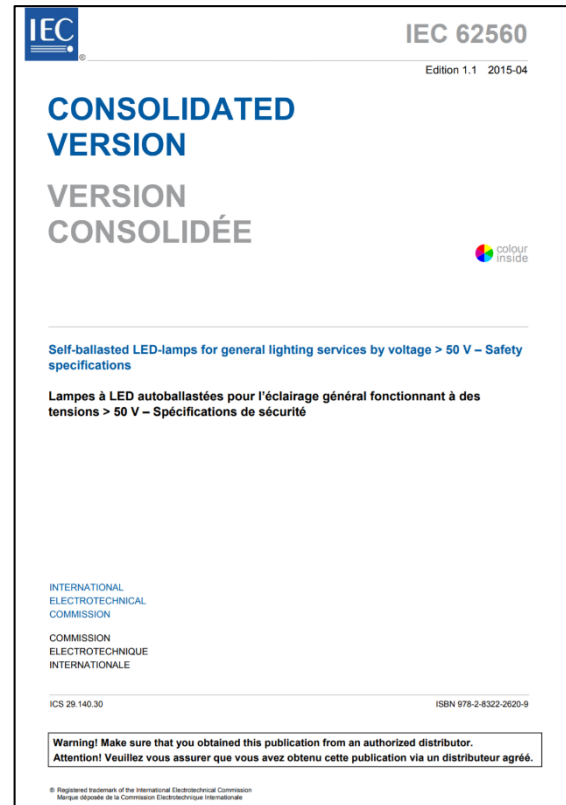 IEC
®
IEC 62560
Edition 1.1 2015-04
CONSOLIDATED
VERSION
VERSION
CONSOLIDÉE
colour
inside
Self-ballasted LED-lamps for general lighting services by voltage > 50 V – Safety
specifications
Lampes à LED autoballastées pour l'éclairage général fonctionnant à des
tensions > 50 V – Spécifications de sécurité
INTERNATIONAL
ELECTROTECHNICAL
COMMISSION
COMMISSION
ELECTROTECHNIQUE
INTERNATIONALE
ICS 29.140.30
ISBN 978-2-8322-2620-9
Warning! Make sure that you obtained this publication from an authorized distributor.
Attention! Veuillez vous assurer que vous avez obtenu cette publication via un distributeur agréé.
® Registered trademark of the International Electrotechnical Commission
Marque déposée de la Commission Electrotechnique Internationale